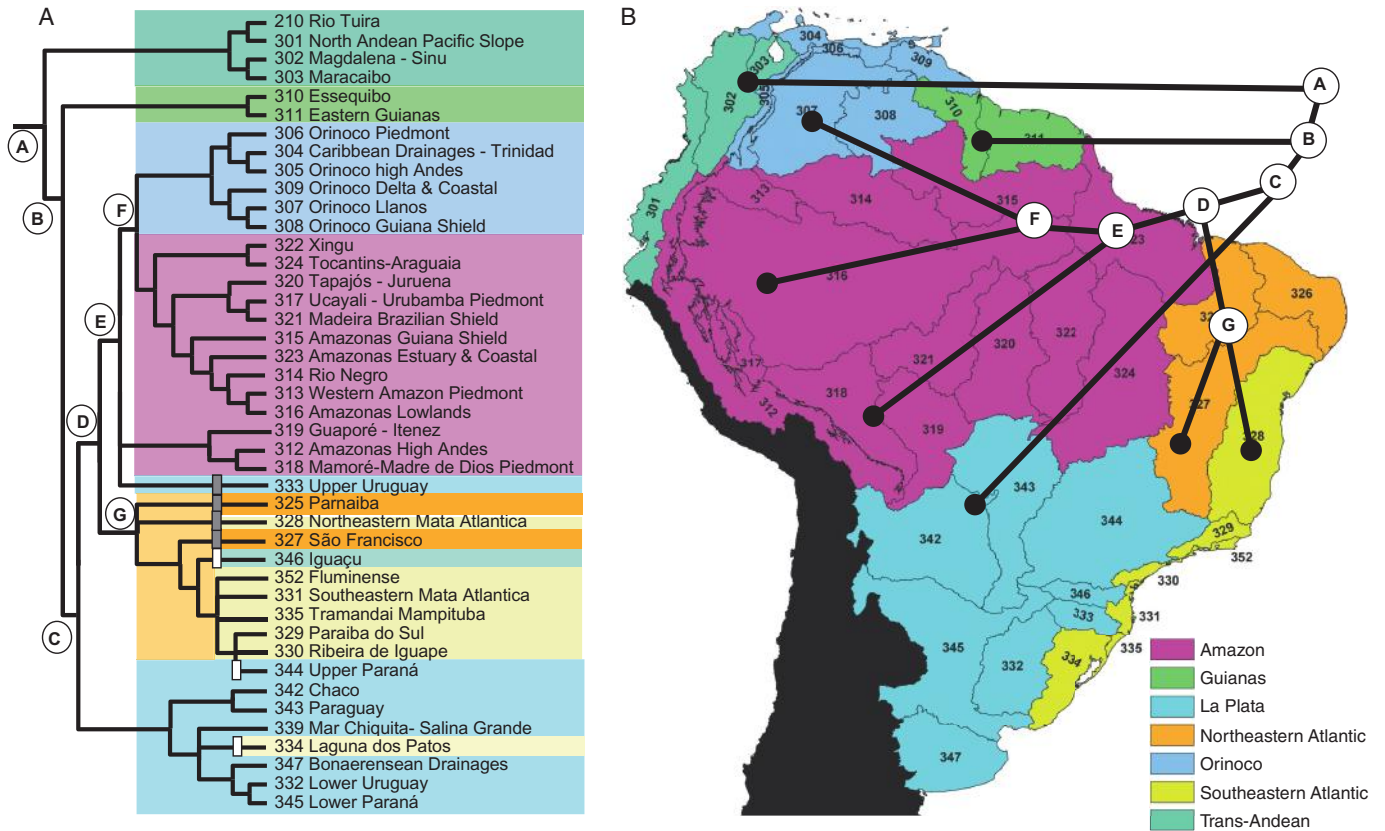 A
210 Rio Tuira
301 North Andean Pacific Slope
302 Magdalena - Sinu
303 Maracaibo
310 Essequibo
311 Eastern Guianas
306 Orinoco Piedmont
304 Caribbean Drainages - Trinidad
305 Orinoco high Andes
309 Orinoco Delta & Coastal
307 Orinoco Llanos
308 Orinoco Guiana Shield
322 Xingu
324 Tocantins-Araguaia
320 Tapajós - Juruena
317 Ucayali - Urubamba Piedmont
321 Madeira Brazilian Shield
315 Amazonas Guiana Shield
323 Amazonas Estuary & Coastal
314 Rio Negro
313 Western Amazon Piedmont
316 Amazonas Lowlands
319 Guaporé - Itenez
312 Amazonas High Andes
318 Mamoré-Madre de Dios Piedmont
333 Upper Uruguay
325 Parnaiba
328 Northeastern Mata Atlantica
327 São Francisco
346 Iguaçu
352 Fluminense
331 Southeastern Mata Atlantica
335 Tramandai Mampituba
329 Paraiba do Sul
330 Ribeira de Iguape
344 Upper Paraná
342 Chaco
343 Paraguay
339 Mar Chiquita- Salina Grande
334 Laguna dos Patos
347 Bonaerensean Drainages
332 Lower Uruguay
345 Lower Paraná
A
B
F
E
D
G
C
B
304
306
309
303
302
305
307
308
310
301
313
314
315
316
326
322
321
320
324
317
318
312
319
327
343
342
344
329
352
330
346
333
331
335
345
332
334
347
A
B
C
D
F
E
G
Amazon
Guianas
La Plata
Northeastern Atlantic
Orinoco
Southeastern Atlantic
Trans-Andean